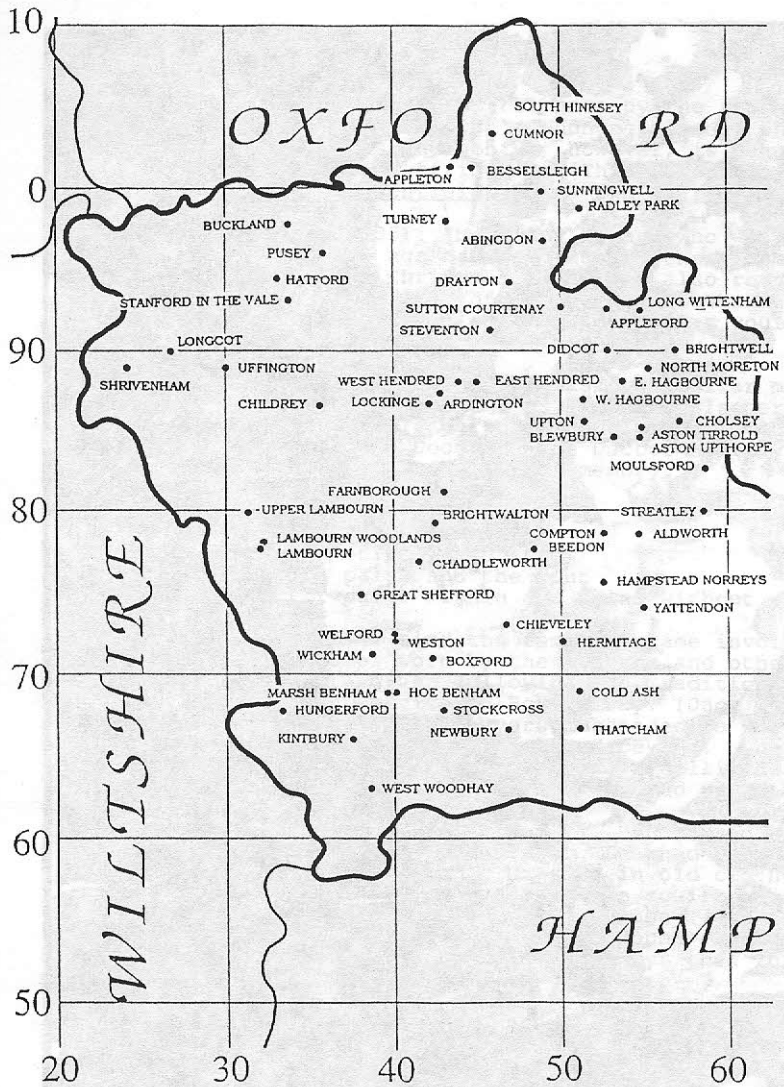 10
OXFO RD
SOUTH HINKSEY
CUMNOR
APPLETON
BESSELSLEIGH
0
SUNNINGWELL
RADLEY PARK
BUCKLAND
TUBNEY
ABINGDON
PUSEY
HATFORD
DRAYTON
STANFORD IN THE VALE
SUTTON COURTENAY
LONG WITTENHAM
APPLEFORD
STEVENTON
LONGCOT
90
DIDCOT
BRIGHTWELL
SHRIVENHAM
UFFINGTON
NORTH MORETON
WEST HENDRED
EAST HENDRED
E. HAGBOURNE
CHILDREY
LOCKINGE
ARDINGTON
W. HAGBOURNE
UPTON
CHOLSEY
BLEWBURY
ASTON TIRROLD
ASTON UPTHORPE
MOULSFORD
FARNBOROUGH
80
UPPER LAMBOURN
BRIGHTWALTON
STREATLEY
LAMBOURN WOODLANDS
LAMBOURN
COMPTON
ALDWORTH
BEEDON
CHADDLEWORTH
HAMPSTEAD NORREYS
GREAT SHEFFORD
YATTENDON
WELFORD
CHIEVELEY
WESTON
HERMITAGE
WICKHAM
BOXFORD
70
MARSH BENHAM
HOE BENHAM
COLD ASH
HUNGERFORD
STOCKCROSS
KINTBURY
NEWBURY
THATCHAM
WEST WOODHAY
60
WILTSHIRE
HAMP
50
20 30 40 50 60